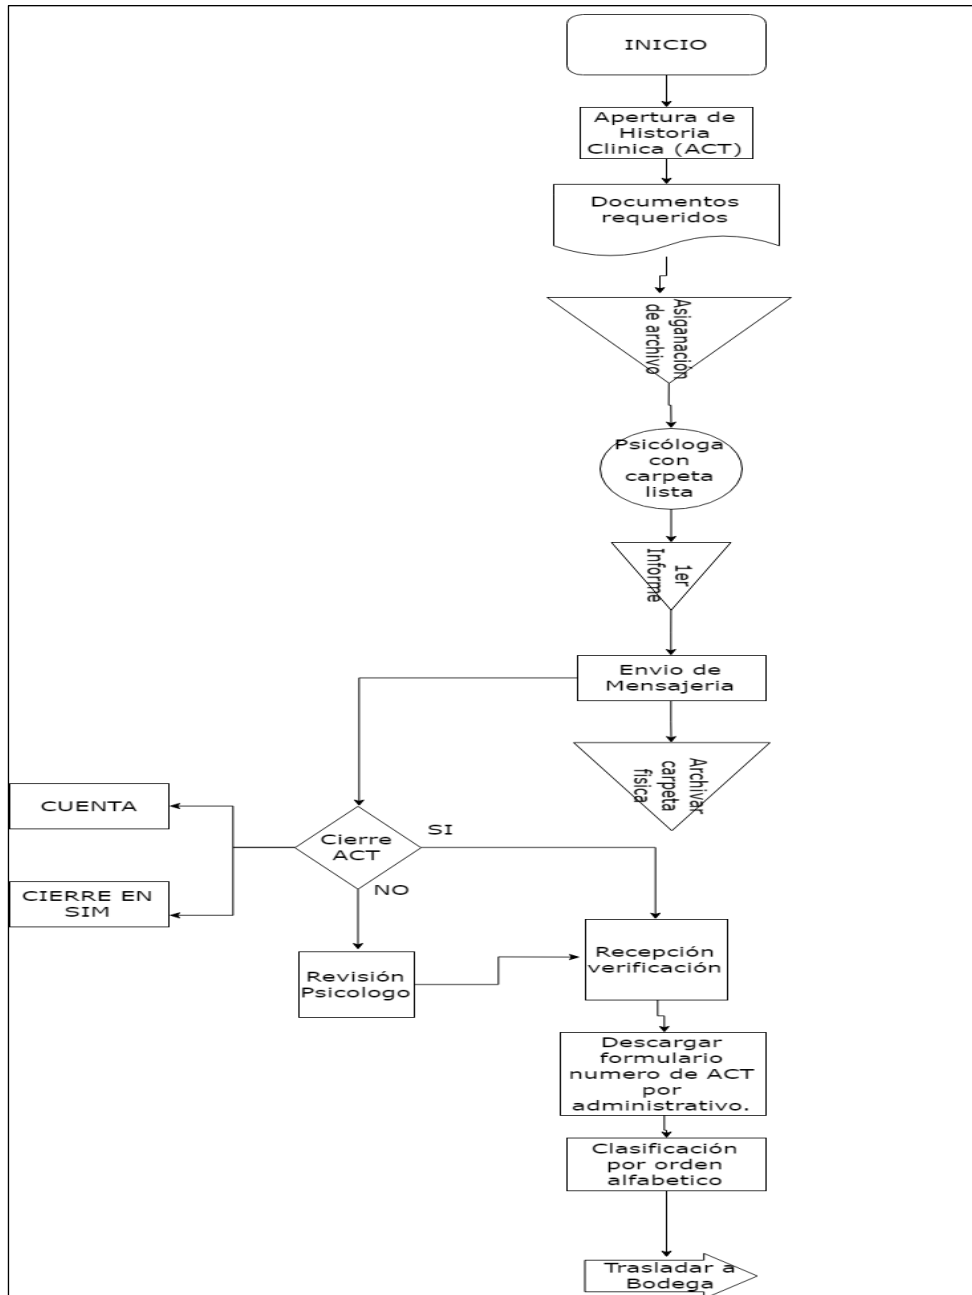 INICIO
Apertura de
Historia
Clinica (ACT)
Documentos
requeridos
Asiganación
de archivo
Psicóloga
con
carpeta
lista
1er
Informe
Envio de
Mensajeria
Archivar
carpeta
física
CUENTA
CIERRE EN
SIM
Cierre
ACT
SI
NO
Revisión
Psicologo
Recepción
verificación
Descargar
formulario
numero de ACT
por
administrativo.
Clasificación
por orden
alfabetico
Trasladar a
Bodega